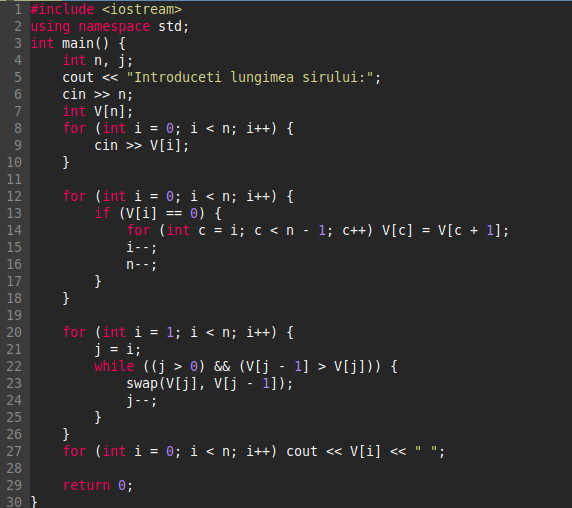 1 #include <iostream>
2 using namespace std;
3 int main() {
4     int n, j;
5     cout << "Introduceti lungimea sirului:";
6     cin >> n;
7     int V[n];
8     for (int i = 0; i < n; i++) {
9         cin >> V[i];
10     }
11
12     for (int i = 0; i < n; i++) {
13         if (V[i] == 0) {
14             for (int c = i; c < n - 1; c++) V[c] = V[c + 1];
15             i--;
16             n--;
17         }
18     }
19
20     for (int i = 1; i < n; i++) {
21         j = i;
22         while ((j > 0) && (V[j - 1] > V[j])) {
23             swap(V[j], V[j - 1]);
24             j--;
25         }
26     }
27     for (int i = 0; i < n; i++) cout << V[i] << " ";
28
29     return 0;
30 }